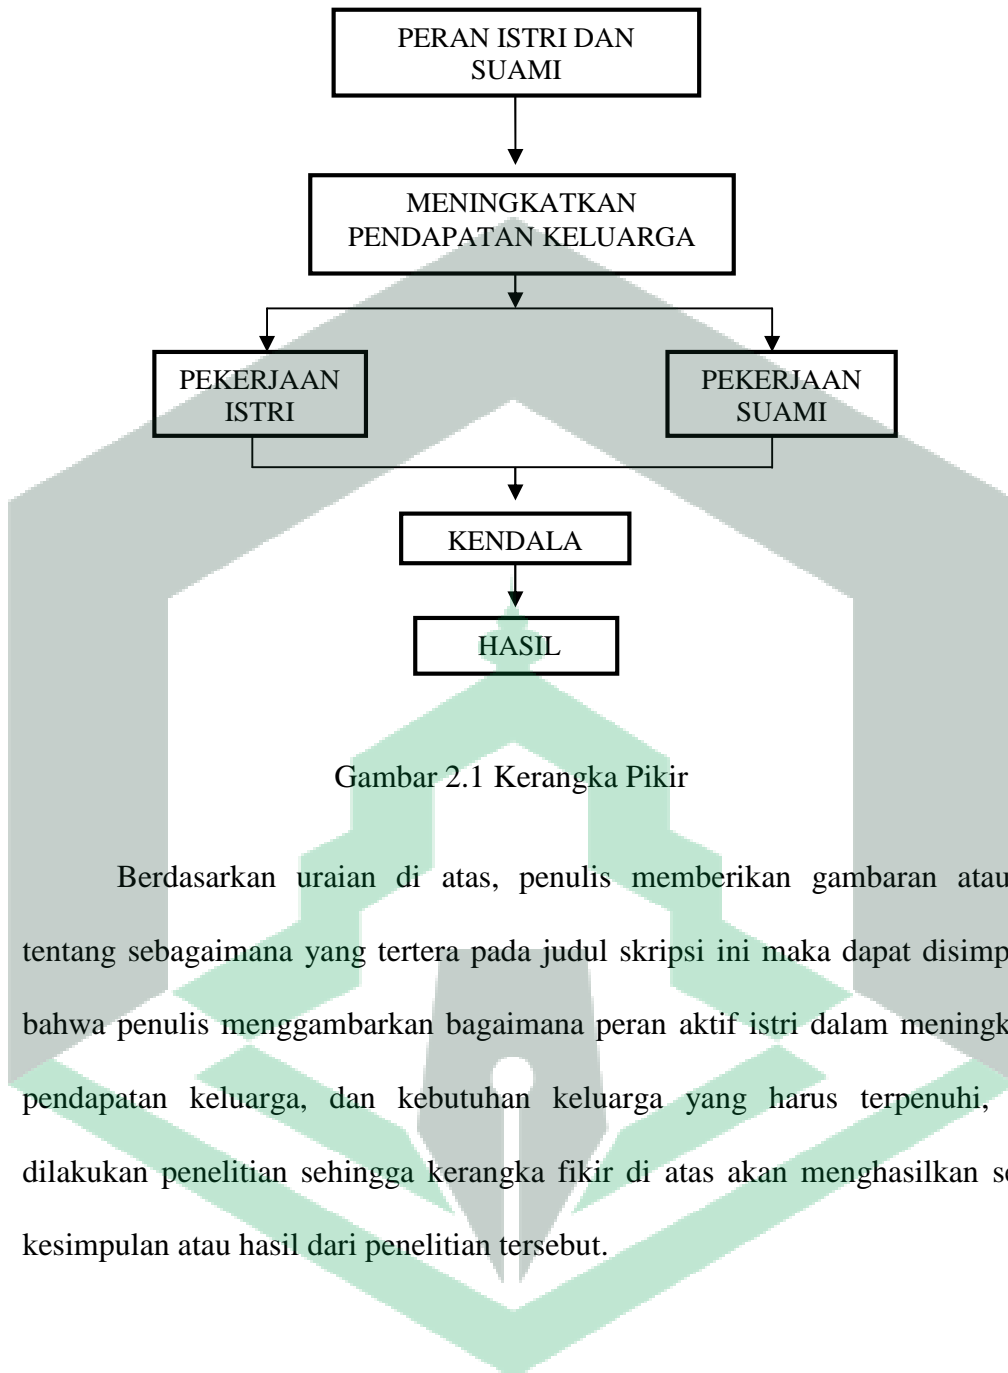 PERAN ISTRI DAN
SUAMI
MENINGKATKAN
PENDAPATAN KELUARGA
PEKERJAAN
ISTRI
PEKERJAAN
SUAMI
KENDALA
HASIL
Gambar 2.1 Kerangka Pikir
Berdasarkan uraian di atas, penulis memberikan gambaran atau
tentang sebagaimana yang tertera pada judul skripsi ini maka dapat disimp
bahwa penulis menggambarkan bagaimana peran aktif istri dalam meningk
pendapatan keluarga, dan kebutuhan keluarga yang harus terpenuhi,
dilakukan penelitian sehingga kerangka fikir di atas akan menghasilkan se
kesimpulan atau hasil dari penelitian tersebut.